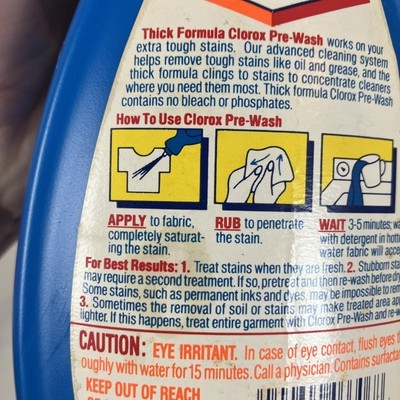 Thick Formula Clorox Pre-Wash works on your
extra tough stains. Our advanced cleaning system
helps remove tough stains like oil and grease, and the
thick formula clings to stains to concentrate cleaners
where you need them most. Thick formula Clorox Pre-Wash
contains no bleach or phosphates.
How To Use Clorox Pre-Wash
APPLY to fabric,
completely saturat-
ing the stain.
RUB to penetrate
the stain.
WAIT 3-5 minutes;
with detergent in
water fabric will
For Best Results: 1. Treat stains when they are fresh. 2. Stubborn
may require a second treatment. If so, pretreat and then re-wash before
Some stains, such as permanent inks and dyes, may be impossible to
3. Sometimes the removal of soil or stains may make treated area
lighter. If this happens, treat entire garment with Clorox Pre-Wash and
CAUTION: EYE IRRITANT. In case of eye contact, flush eyes
oughly with water for 15 minutes. Call a physician. Contains
KEEP OUT OF REACH